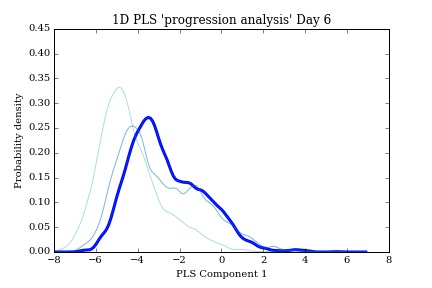 1D PLS 'progression analysis' Day 6
0.45
0.40
0.35
0.30
0.25
0.20
0.15
0.10
0.05
0.00
Probability density
−8 −6 −4 −2 0 2 4 6 8
PLS Component 1